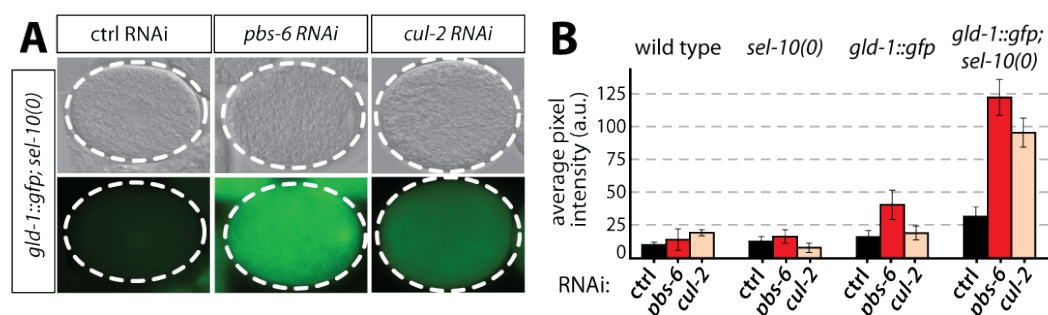 A
ctrl RNAi
pbs-6 RNAi
cul-2 RNAi
gld-1::gfp; sel-10(0)
B
wild type
sel-10(0)
gld-1::gfp
gld-1::gfp;
sel-10(0)
average pixel
intensity (a.u.)
125
100
75
50
25
0
RNAi:
ctrl
pbs-6
cul-2
ctrl
pbs-6
cul-2
ctrl
pbs-6
cul-2
ctrl
pbs-6
cul-2